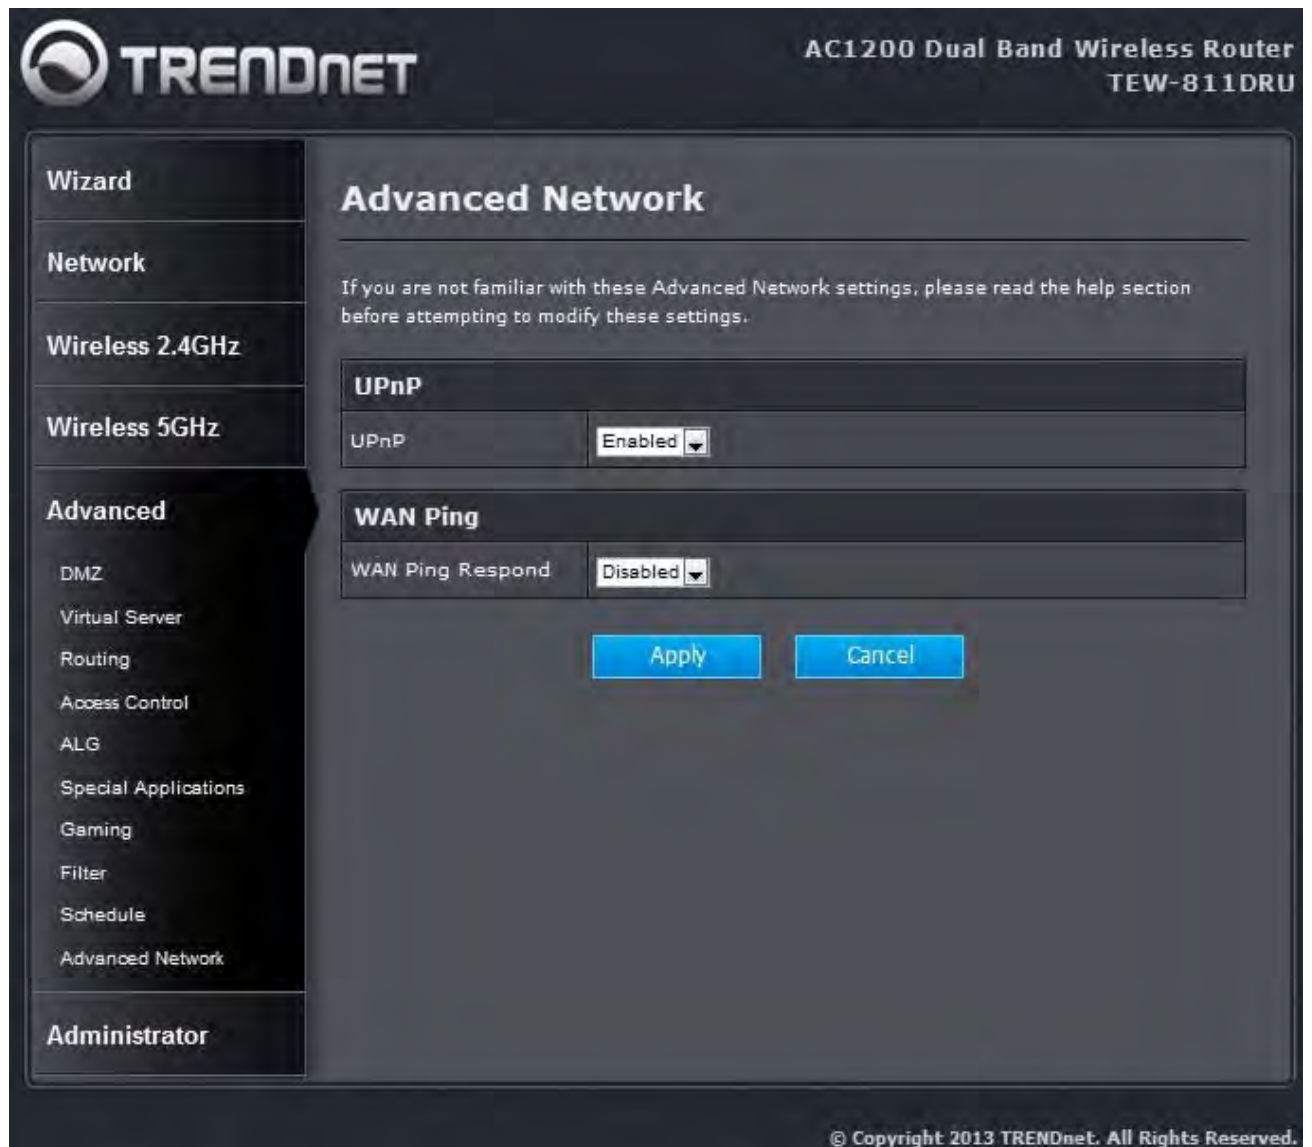 TRENDNET
AC1200 Dual Band Wireless Router
TEW-811DRU
Wizard
Network
Wireless 2.4GHz
Wireless 5GHz
Advanced
DMZ
Virtual Server
Routing
Access Control
ALG
Special Applications
Gaming
Filter
Schedule
Advanced Network
Administrator
Advanced Network
If you are not familiar with these Advanced Network settings, please read the help section
before attempting to modify these settings.
UPnP
UPnP Enabled
WAN Ping
WAN Ping Respond Disabled
Apply Cancel
© Copyright 2013 TRENDnet. All Rights Reserved.